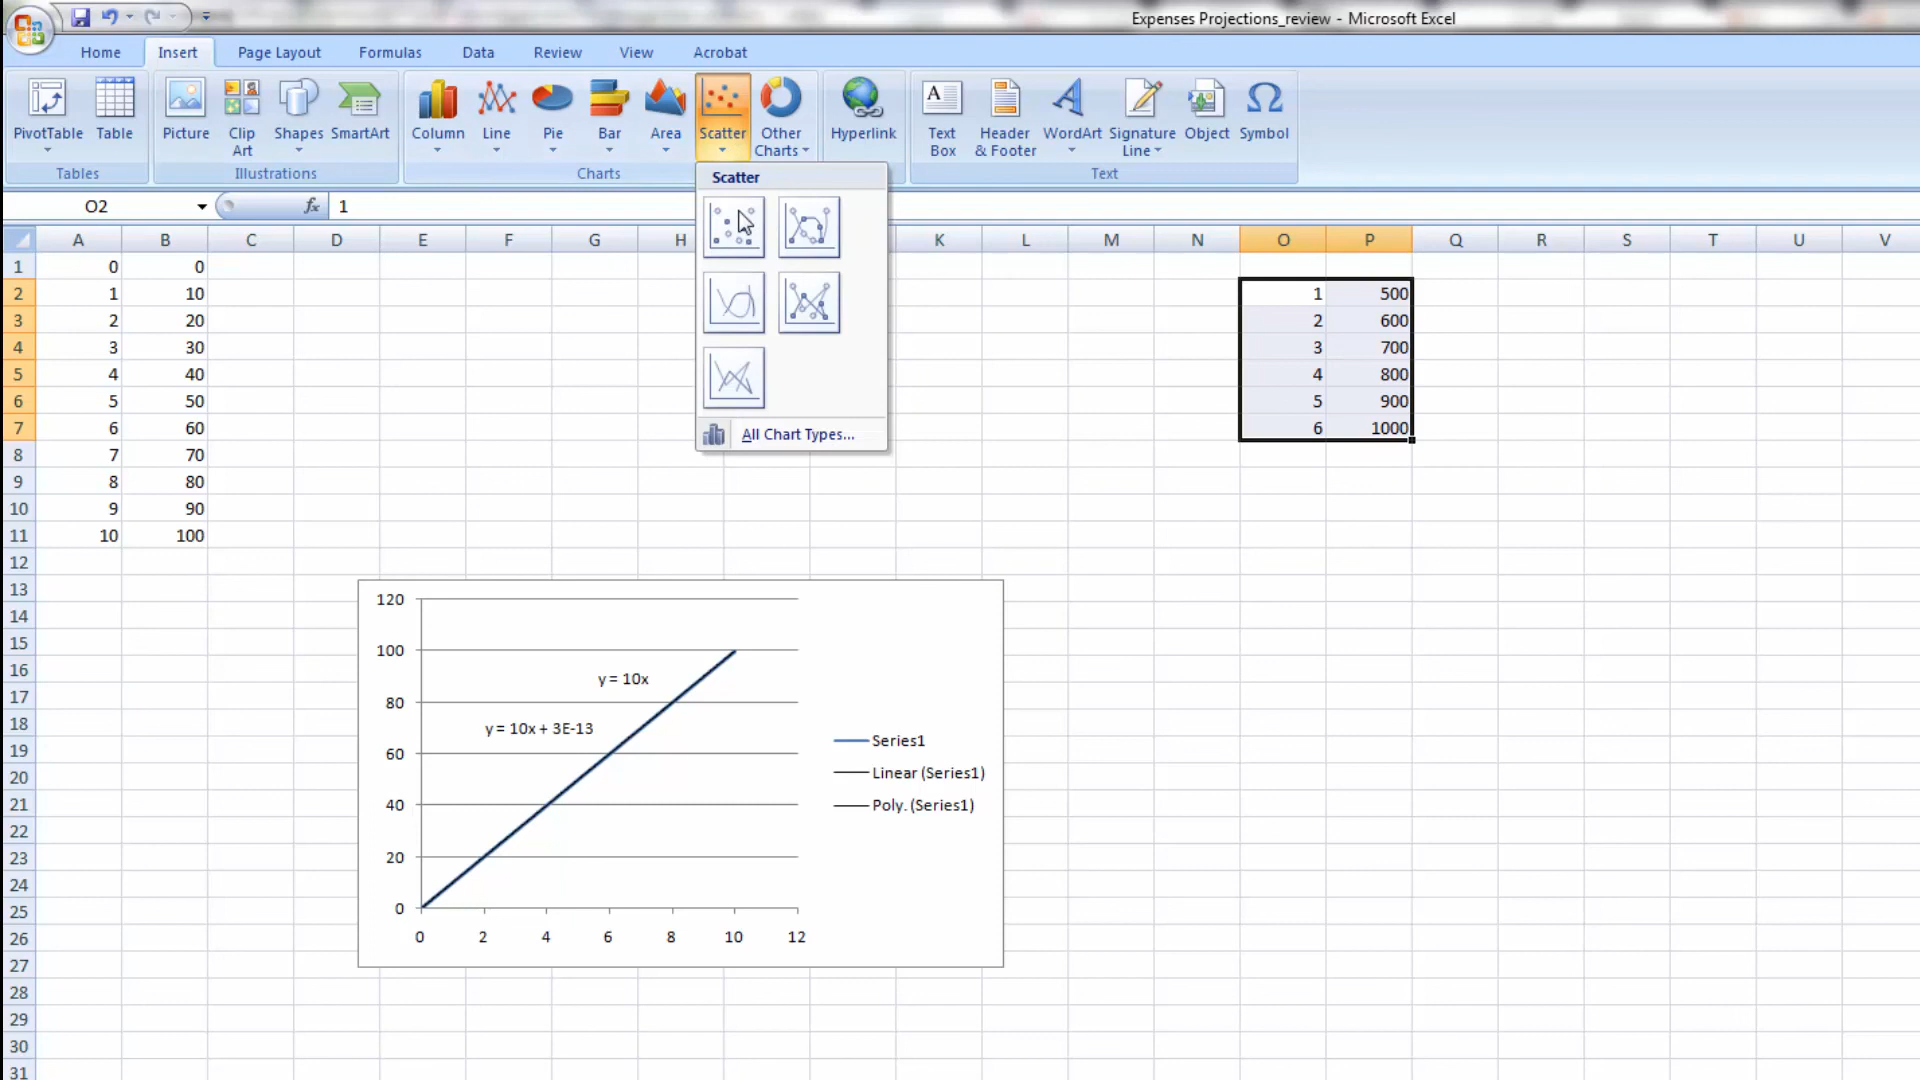 Expenses Projections_review - Microsoft Excel
Home Insert Page Layout Formulas Data Review View Acrobat
PivotTable Table Picture Clip Art Shapes SmartArt Column Line Pie Bar Area Scatter Other Charts Hyperlink Text Box Header & Footer WordArt Signature Line Object Symbol
Tables Illustrations Charts Text
Scatter
All Chart Types...
O2 fx 1
A B C D E F G H K L M N O P Q R S T U V
1 0 0
2 1 10 1 500
3 2 20 2 600
4 3 30 3 700
5 4 40 4 800
6 5 50 5 900
7 6 60 6 1000
8 7 70
9 8 80
10 9 90
11 10 100
12
13
14
15
16
17
18
19
20
21
22
23
24
25
26
27
28
29
30
31
120
100
80
60
40
20
0
0 2 4 6 8 10 12
y = 10x
y = 10x + 3E-13
Series1
Linear (Series1)
Poly. (Series1)